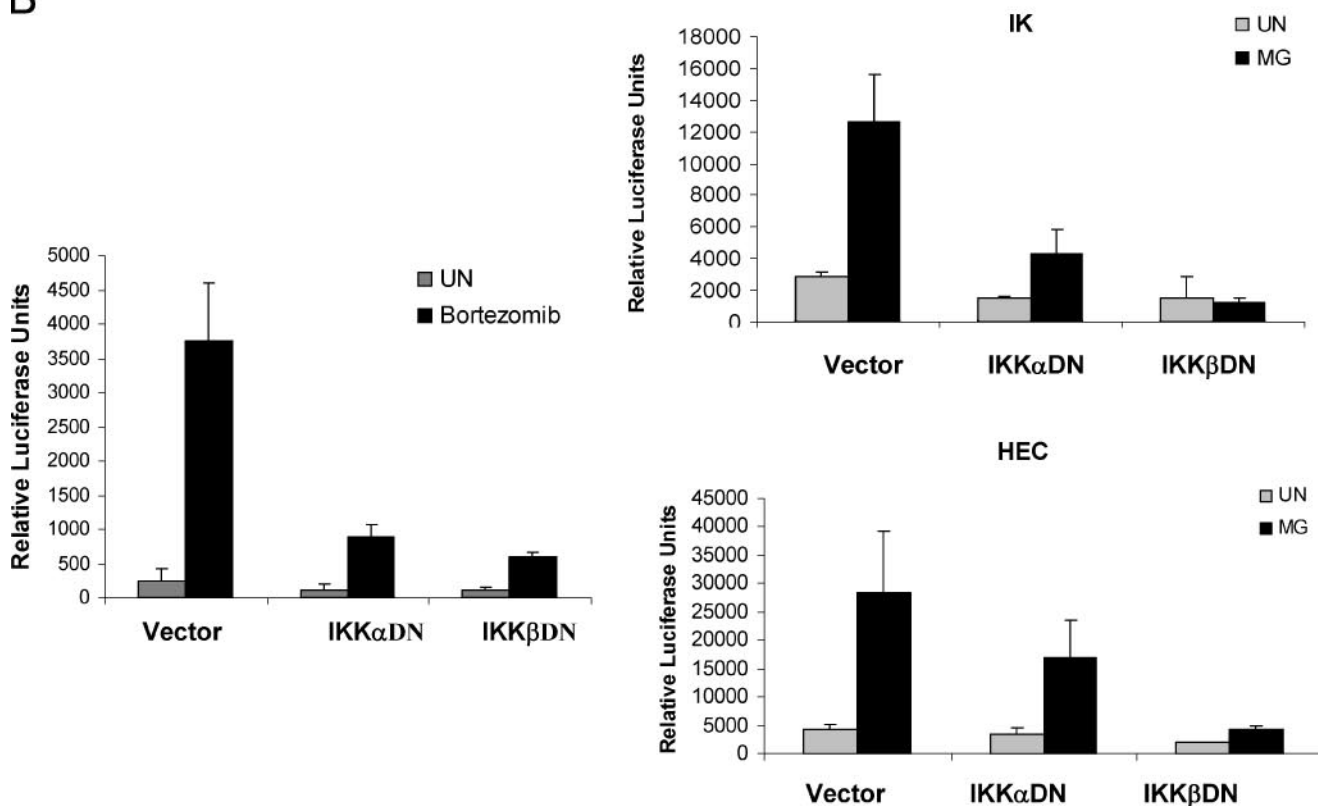 B
Relative Luciferase Units
5000
4500
4000
3500
3000
2500
2000
1500
1000
500
0
UN
Bortezomib
Vector IKKαDN IKKβDN
IK
Relative Luciferase Units
18000
16000
14000
12000
10000
8000
6000
4000
2000
0
UN
MG
Vector IKKαDN IKKβDN
HEC
Relative Luciferase Units
45000
40000
35000
30000
25000
20000
15000
10000
5000
0
UN
MG
Vector IKKαDN IKKβDN